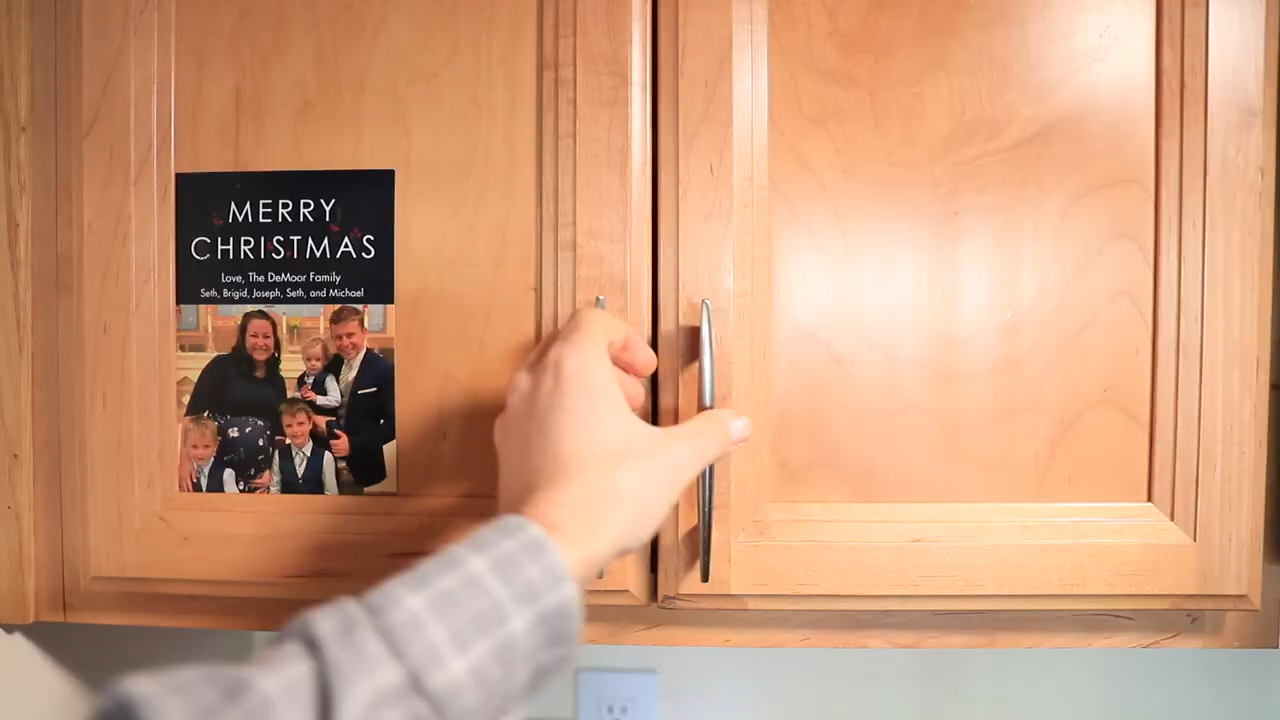 MERRY
CHRISTMAS
Love, The DeMoor Family
Seth, Brigid, Joseph, Seth, and Michael